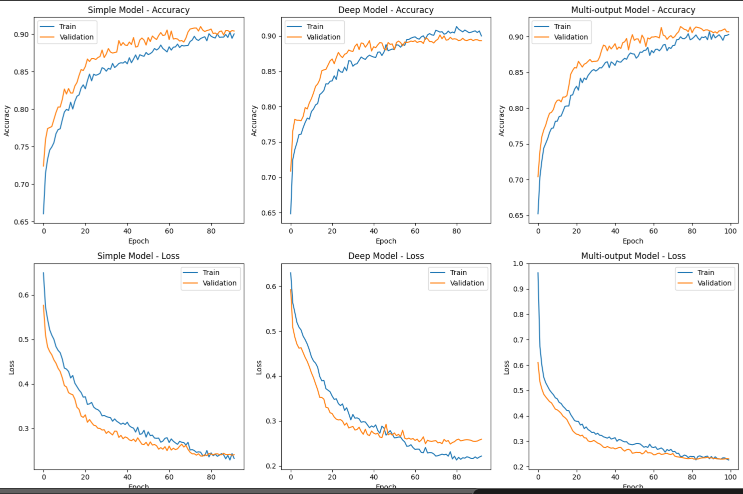 Simple Model - Accuracy
Deep Model - Accuracy
Multi-output Model - Accuracy
Train
Validation
Train
Validation
Train
Validation
Accuracy
0.90
0.85
0.80
0.75
0.70
0.65
Accuracy
0.90
0.85
0.80
0.75
0.70
0.65
Accuracy
0.90
0.85
0.80
0.75
0.70
0.65
0 20 40 60 80
0 20 40 60 80
0 20 40 60 80 100
Epoch
Epoch
Epoch
Simple Model - Loss
Deep Model - Loss
Multi-output Model - Loss
Train
Validation
Train
Validation
Train
Validation
Loss
0.6
0.5
0.4
0.3
Loss
0.6
0.5
0.4
0.3
0.2
Loss
1.0
0.9
0.8
0.7
0.6
0.5
0.4
0.3
0.2
0 20 40 60 80
0 20 40 60 80
0 20 40 60 80 100
Epoch
Epoch
Epoch